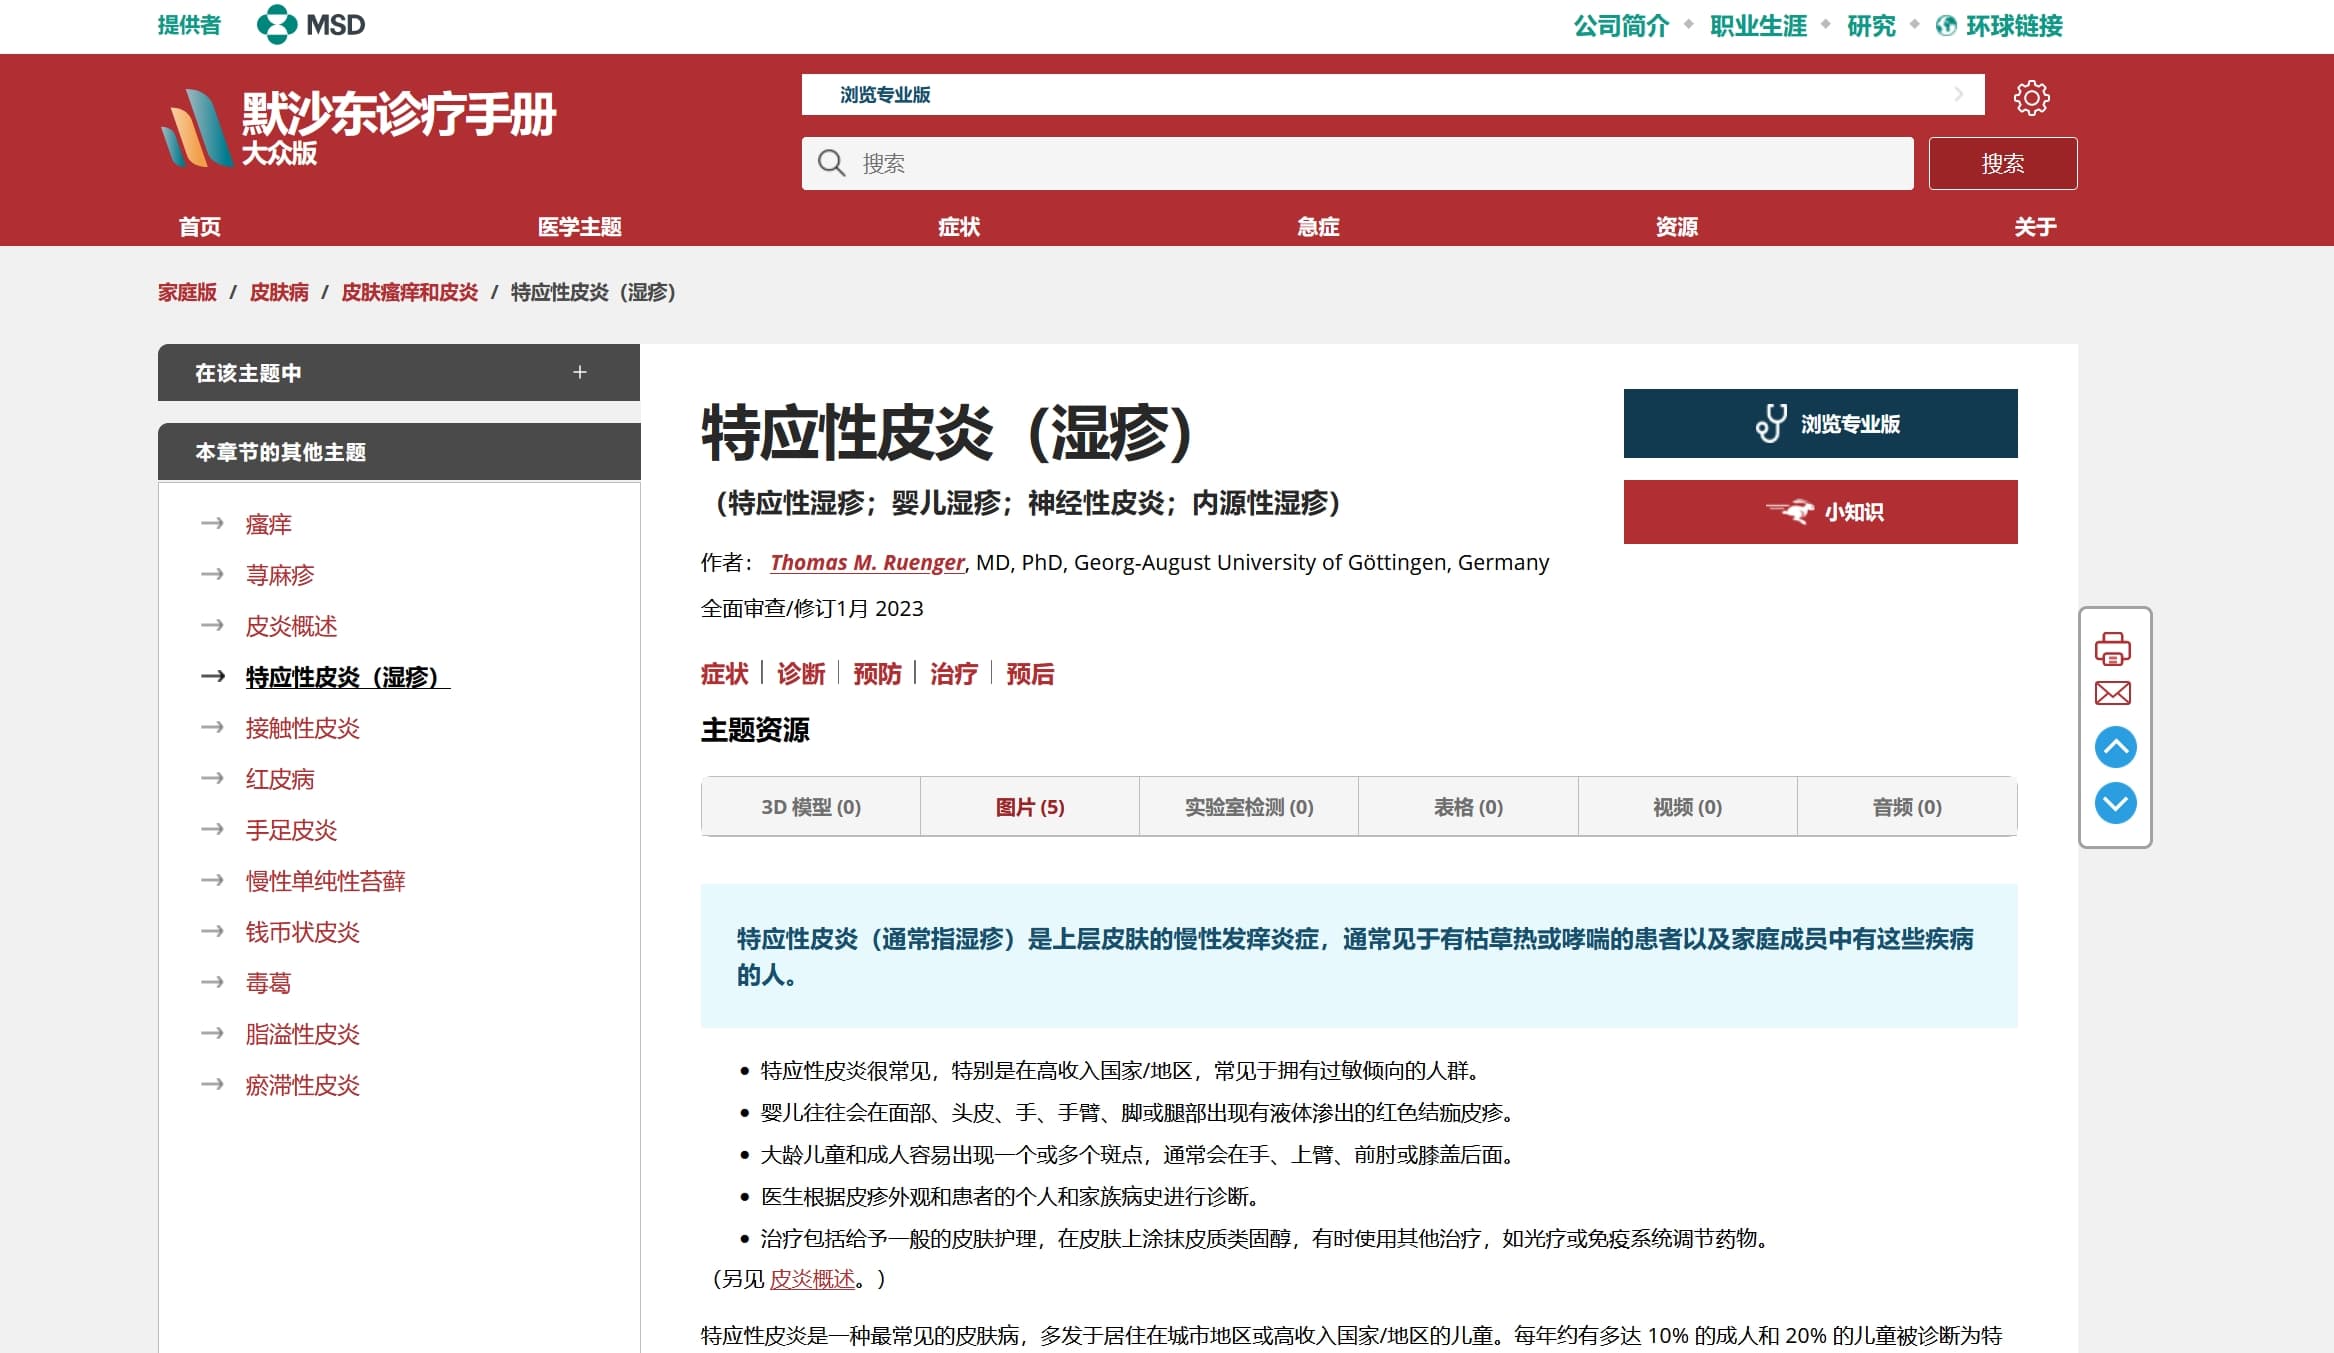 提供者
MSD
公司简介
职业生涯
研究
环球链接
默沙东诊疗手册
大众版
浏览专业版
搜索
搜索
首页
医学主题
症状
急症
资源
关于
家庭版 / 皮肤病 / 皮肤瘙痒和皮炎 / 特应性皮炎（湿疹）
在该主题中
本章节的其他主题
瘙痒
荨麻疹
皮炎概述
特应性皮炎（湿疹）
接触性皮炎
红皮病
手足皮炎
慢性单纯性苔藓
钱币状皮炎
毒葛
脂溢性皮炎
瘀滞性皮炎
特应性皮炎（湿疹）
（特应性湿疹；婴儿湿疹；神经性皮炎；内源性湿疹）
作者： Thomas M. Ruenger, MD, PhD, Georg-August University of Göttingen, Germany
全面审查/修订1月 2023
浏览专业版
小知识
症状 | 诊断 | 预防 | 治疗 | 预后
主题资源
3D 模型 (0)
图片 (5)
实验室检测 (0)
表格 (0)
视频 (0)
音频 (0)
特应性皮炎（通常指湿疹）是上层皮肤的慢性发痒炎症，通常见于有枯草热或哮喘的患者以及家庭成员中有这些疾病
的人。
• 特应性皮炎很常见，特别是在高收入国家/地区，常见于拥有过敏倾向的人群。
• 婴儿往往会在面部、头皮、手、手臂、脚或腿部出现有液体渗出的红色结痂皮疹。
• 大龄儿童和成人容易出现一个或多个斑点，通常会在手、上臂、前肘或膝盖后面。
• 医生根据皮疹外观和患者的个人和家族病史进行诊断。
• 治疗包括给予一般的皮肤护理，在皮肤上涂抹皮质类固醇，有时使用其他治疗，如光疗或免疫系统调节药物。
（另见 皮炎概述。）
特应性皮炎是一种最常见的皮肤病，多发于居住在城市地区或高收入国家/地区的儿童。每年约有多达 10% 的成人和 20% 的儿童被诊断为特